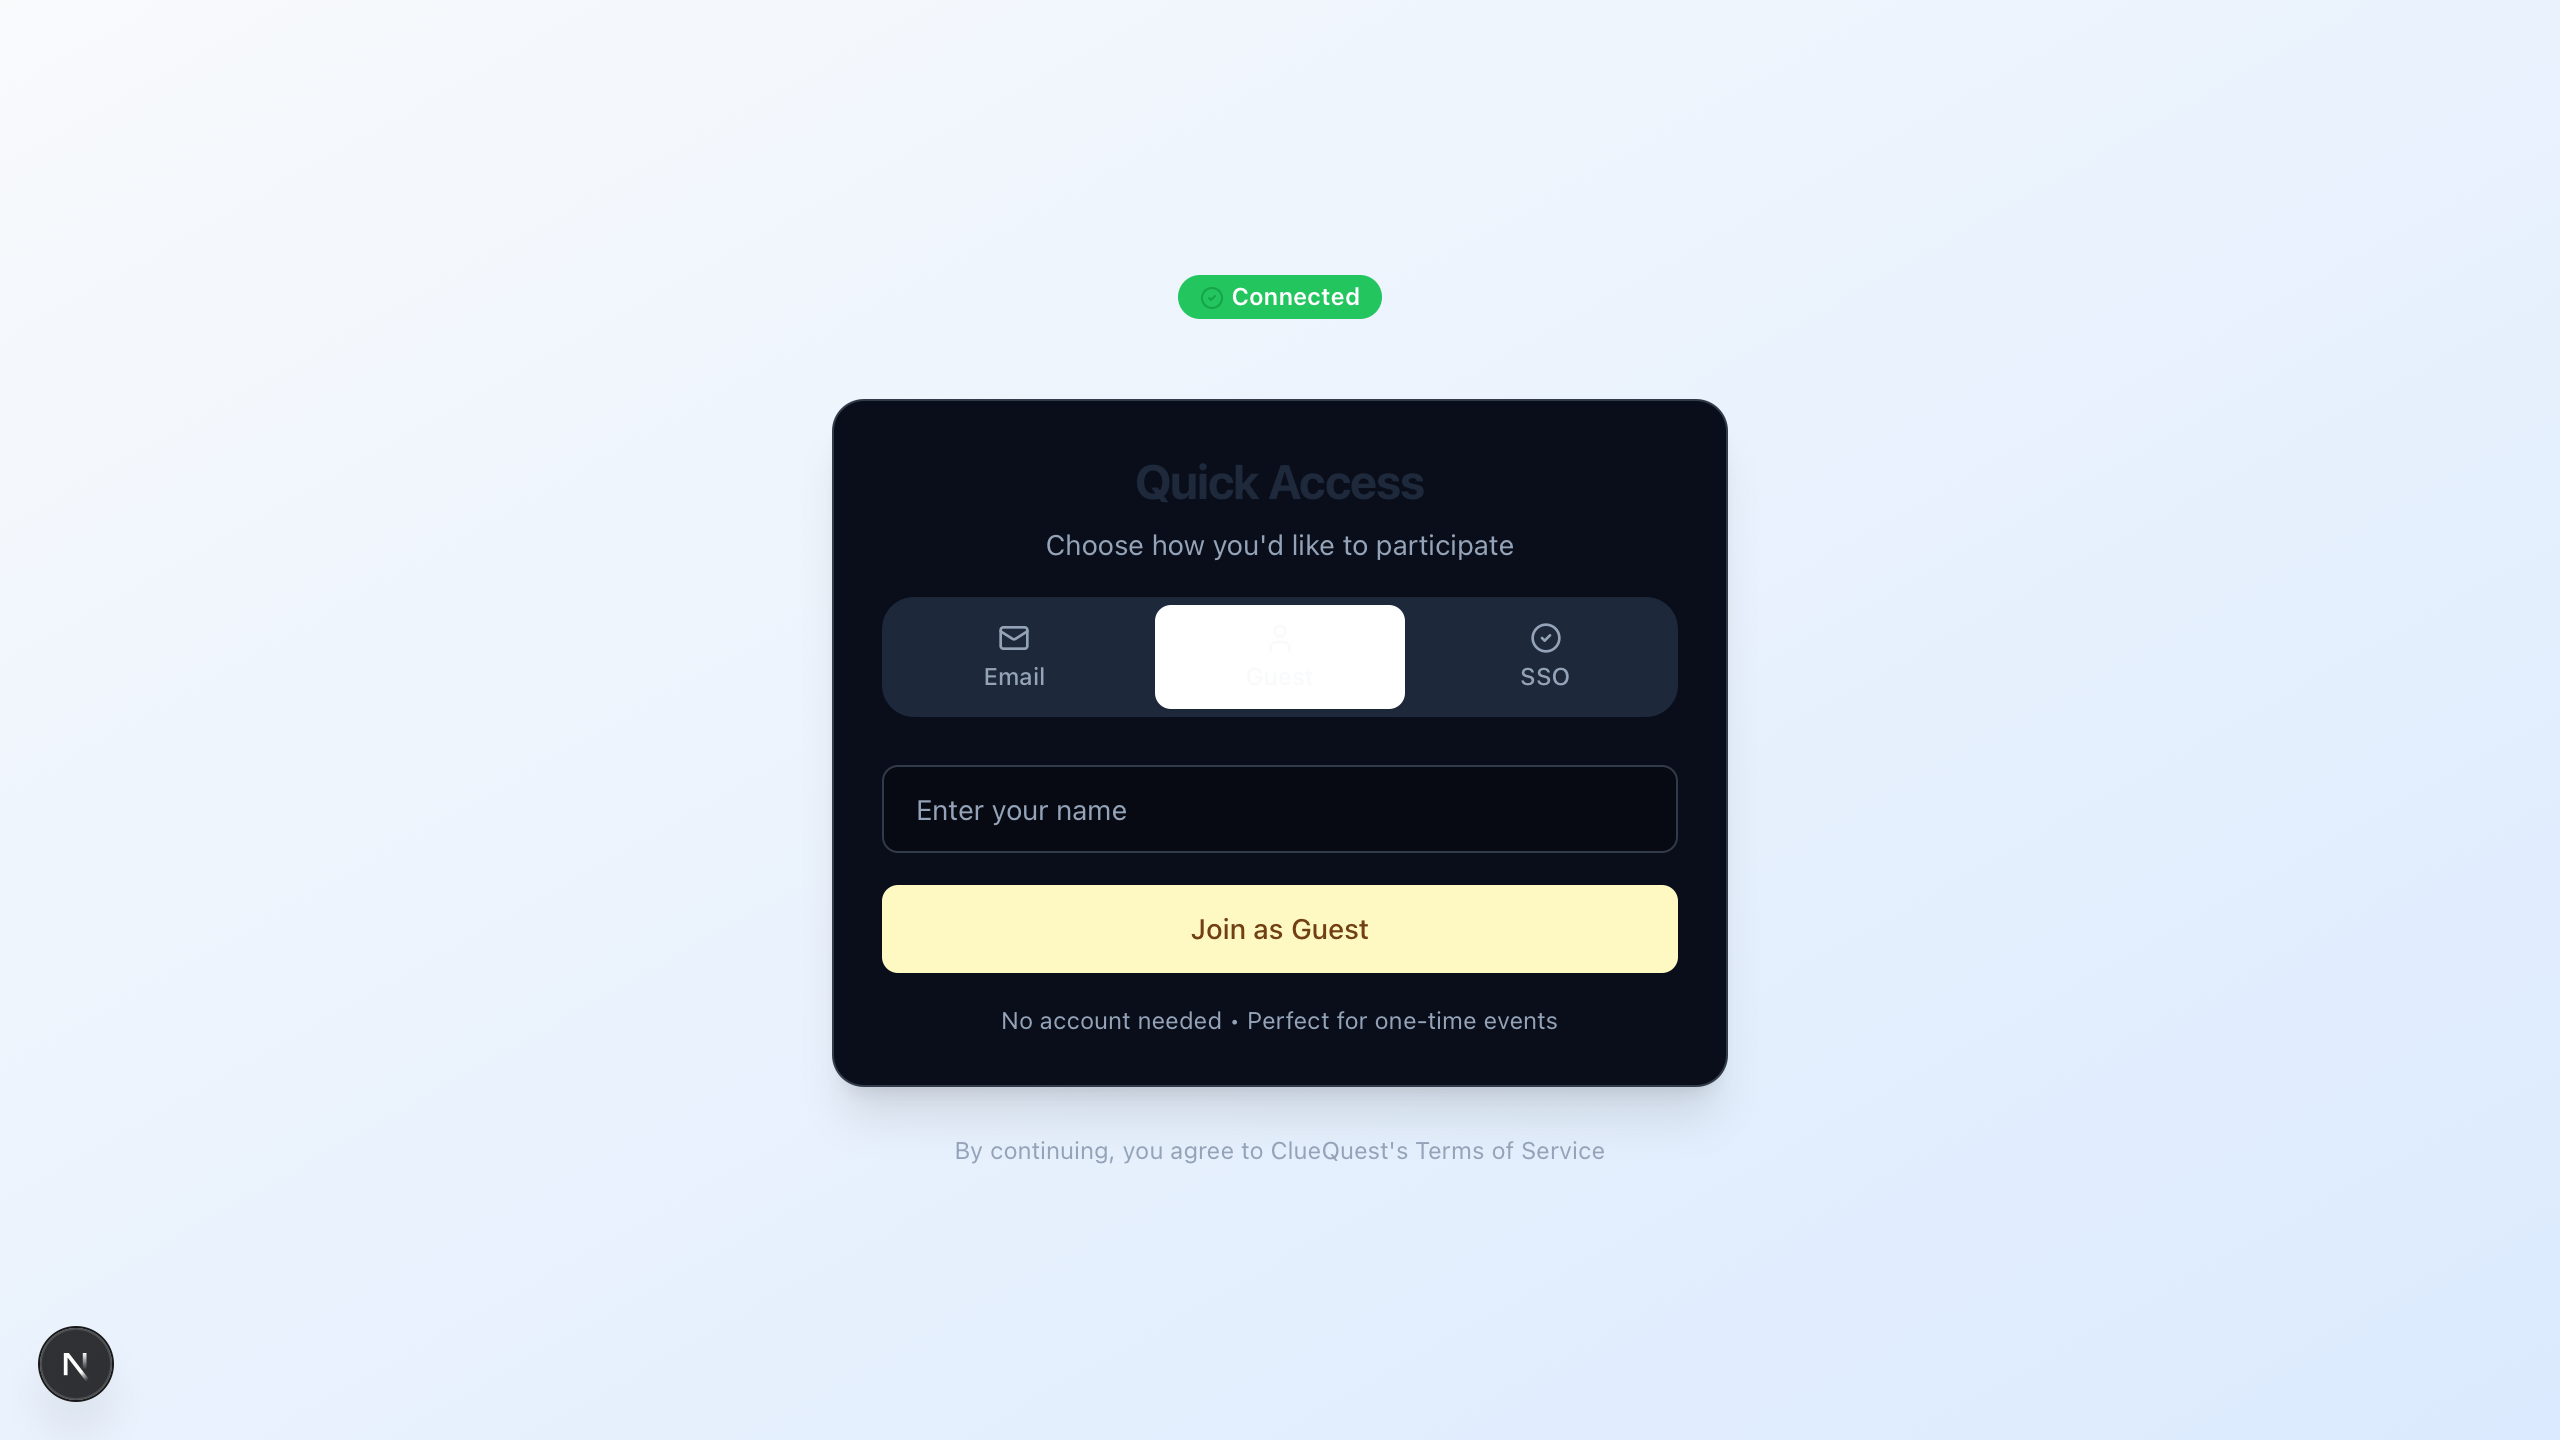 Connected
Quick Access
Choose how you'd like to participate
Email
Guest
SSO
Enter your name
Join as Guest
No account needed • Perfect for one-time events
By continuing, you agree to ClueQuest's Terms of Service
N